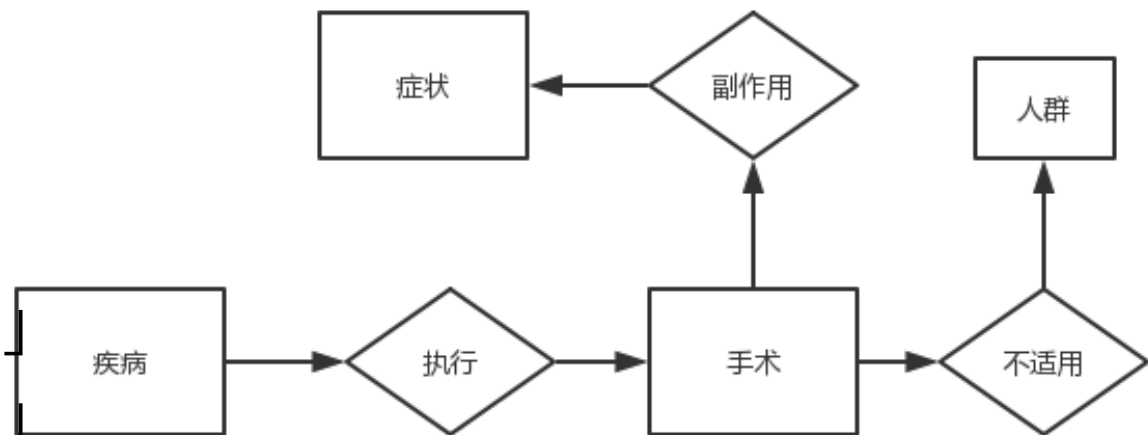 症状
副作用
人群
疾病
执行
手术
不适用